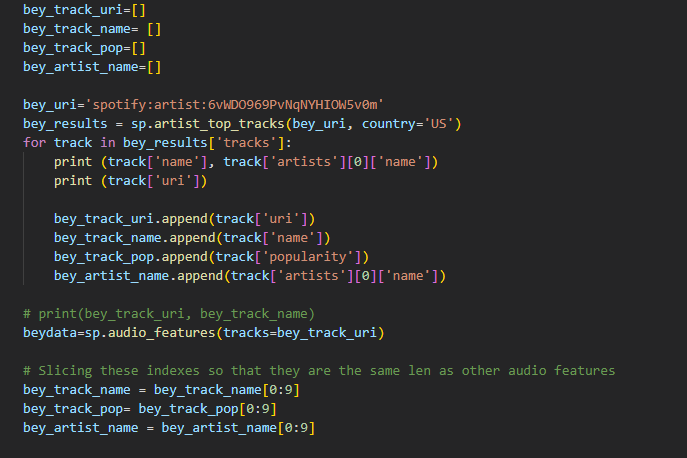 bey_track_uri=[]
bey_track_name= []
bey_track_pop=[]
bey_artist_name=[]
bey_uri='spotify:artist:6vWDO969PvNqNYHIOW5v0m'
bey_results = sp.artist_top_tracks(bey_uri, country='US')
for track in bey_results['tracks']:
    print (track['name'], track['artists'][0]['name'])
    print (track['uri'])
    bey_track_uri.append(track['uri'])
    bey_track_name.append(track['name'])
    bey_track_pop.append(track['popularity'])
    bey_artist_name.append(track['artists'][0]['name'])
# print(bey_track_uri, bey_track_name)
beydata=sp.audio_features(tracks=bey_track_uri)
# Slicing these indexes so that they are the same len as other audio features
bey_track_name = bey_track_name[0:9]
bey_track_pop= bey_track_pop[0:9]
bey_artist_name = bey_artist_name[0:9]